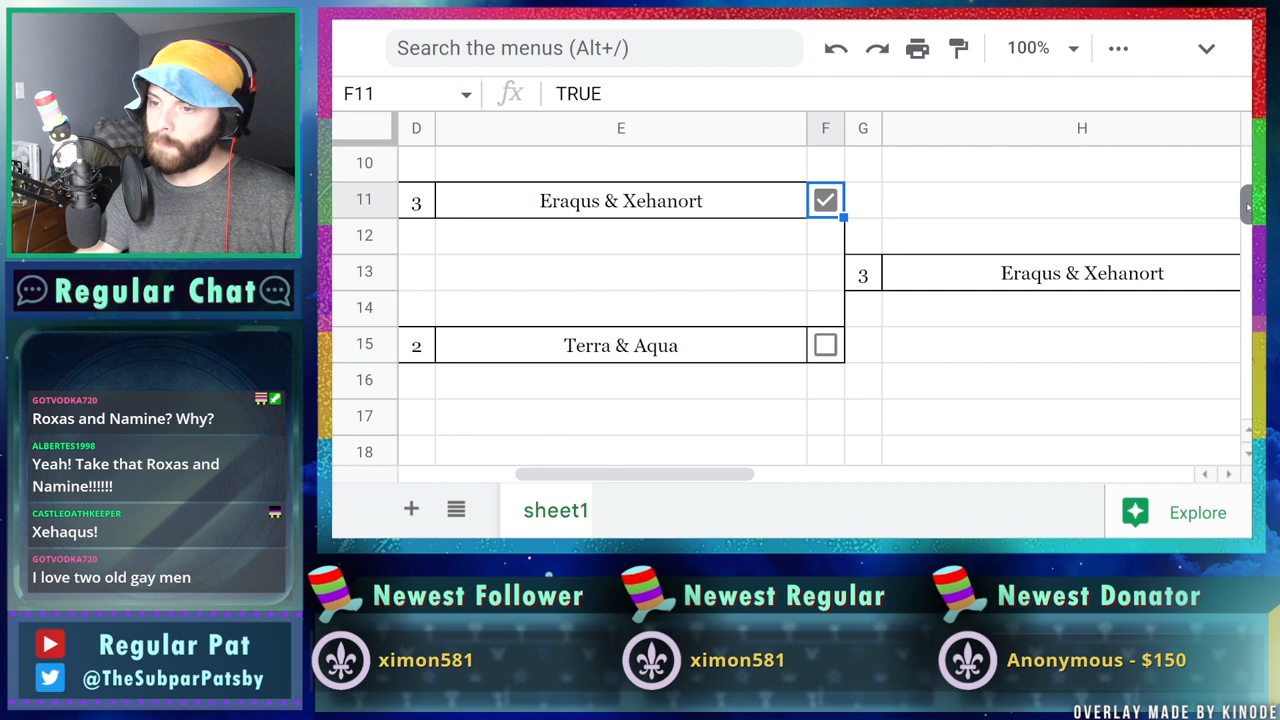 Search the menus (Alt+/)
100%
F11
fx
TRUE
D E F G H
10
11 3 Eraqus & Xehanort
12
13 3 Eraqus & Xehanort
14
15 2 Terra & Aqua
16
17
18
sheet1
Explore
Regular Chat
GOTVODKA720
Roxas and Namine? Why?
ALBERTES1998
Yeah! Take that Roxas and
Namine!!!!!!
CASTLEOATHKEEPER
Xehaqus!
GOTVODKA720
I love two old gay men
Regular Pat
@TheSubparPatsby
Newest Follower
ximon581
Newest Regular
ximon581
Newest Donator
Anonymous - $150
OVERLAY MADE BY KINODE